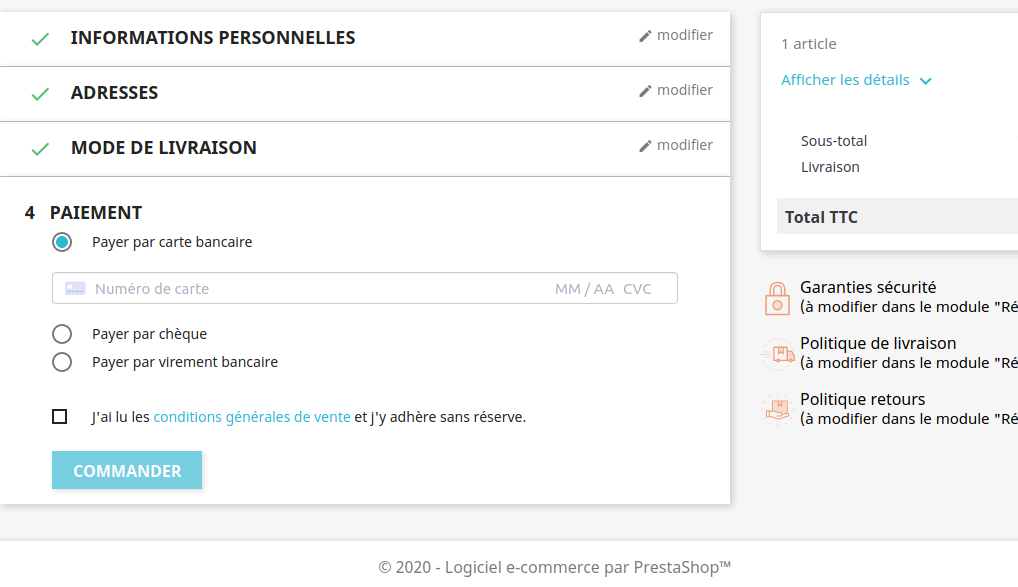 INFORMATIONS PERSONNELLES
modifier
ADRESSES
modifier
MODE DE LIVRAISON
modifier
4 PAIEMENT
Payer par carte bancaire
Numéro de carte MM / AA CVC
Payer par chèque
Payer par virement bancaire
J'ai lu les conditions générales de vente et j'y adhère sans réserve.
COMMANDER
1 article
Afficher les détails
Sous-total
Livraison
Total TTC
Garanties sécurité
(à modifier dans le module "Ré
Politique de livraison
(à modifier dans le module "Ré
Politique retours
(à modifier dans le module "Ré
© 2020 - Logiciel e-commerce par PrestaShop™